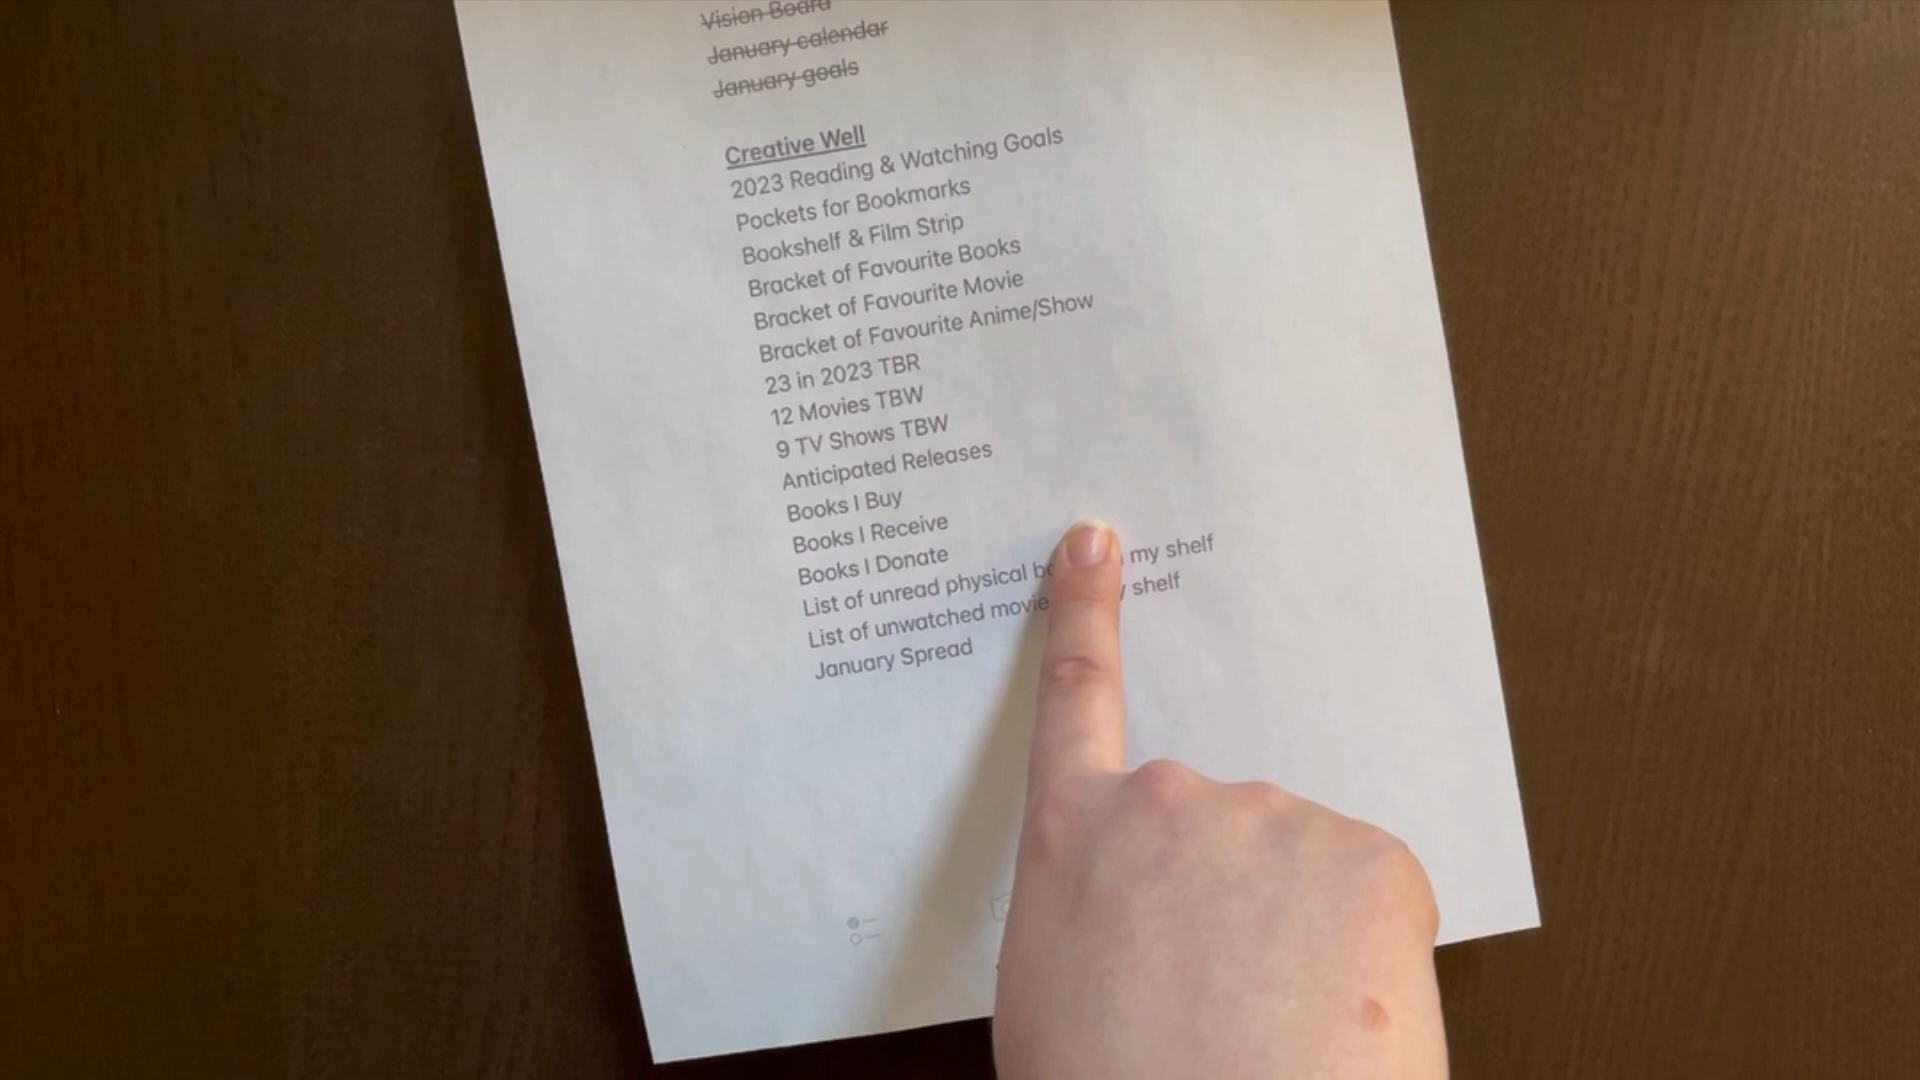 Vision Board
January calendar
January goals
Creative Well
2023 Reading & Watching Goals
Pockets for Bookmarks
Bookshelf & Film Strip
Bracket of Favourite Books
Bracket of Favourite Movie
Bracket of Favourite Anime/Show
23 in 2023 TBR
12 Movies TBW
9 TV Shows TBW
Anticipated Releases
Books I Buy
Books I Receive
Books I Donate
List of unread physical my shelf
List of unwatched shelf
January Spread